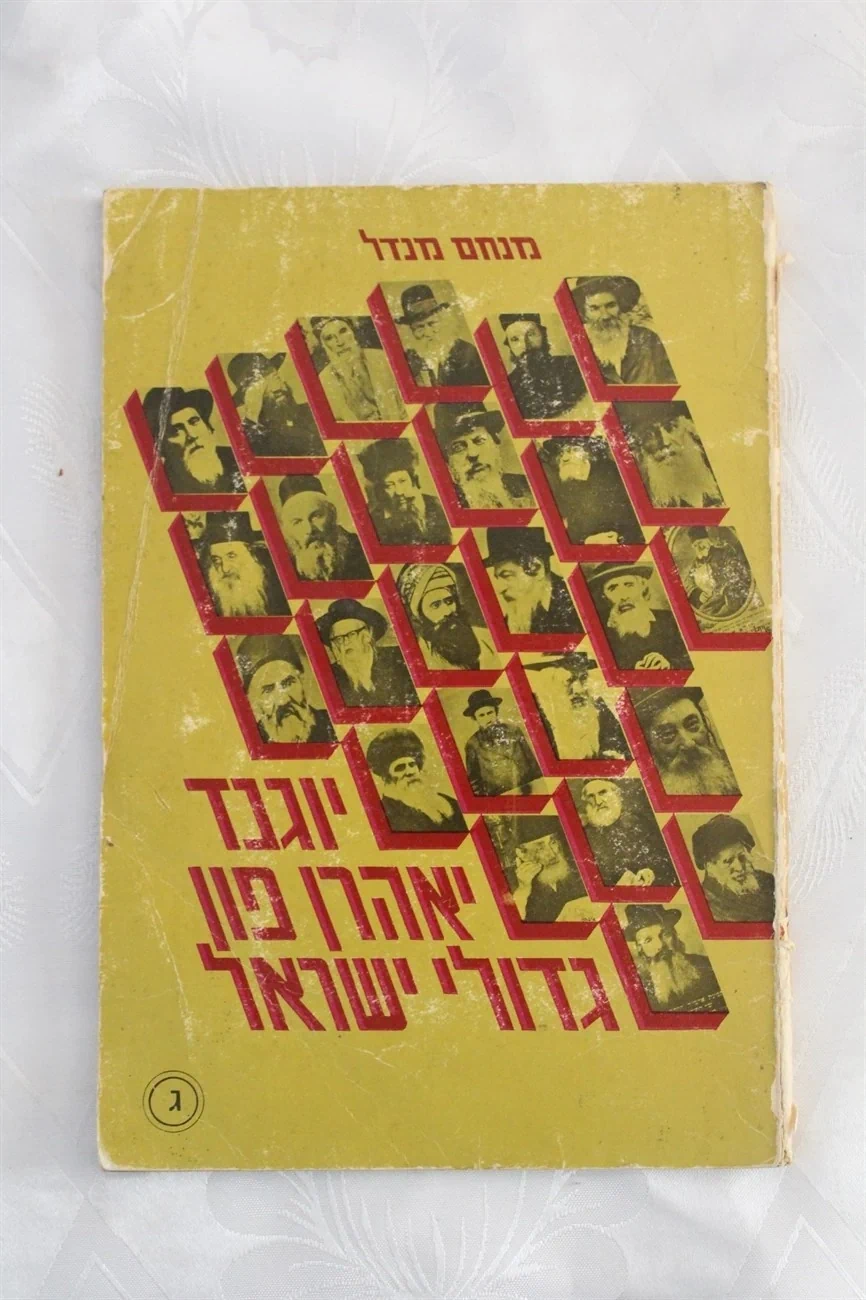 מנחם מנדל
יוגנד
יאהרן פון
גדולי ישראל
ג